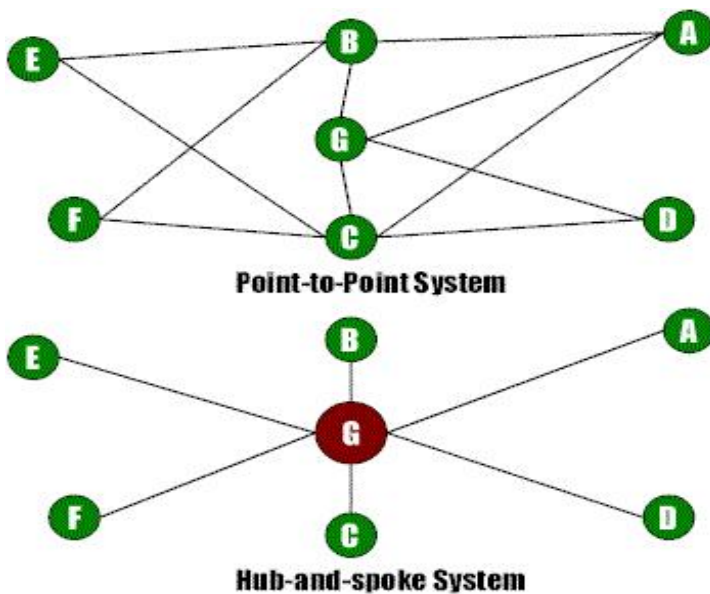 B
A
E
G
F
C
D
Point-to-Point System
B
A
E
G
F
C
D
Hub-and-spoke System